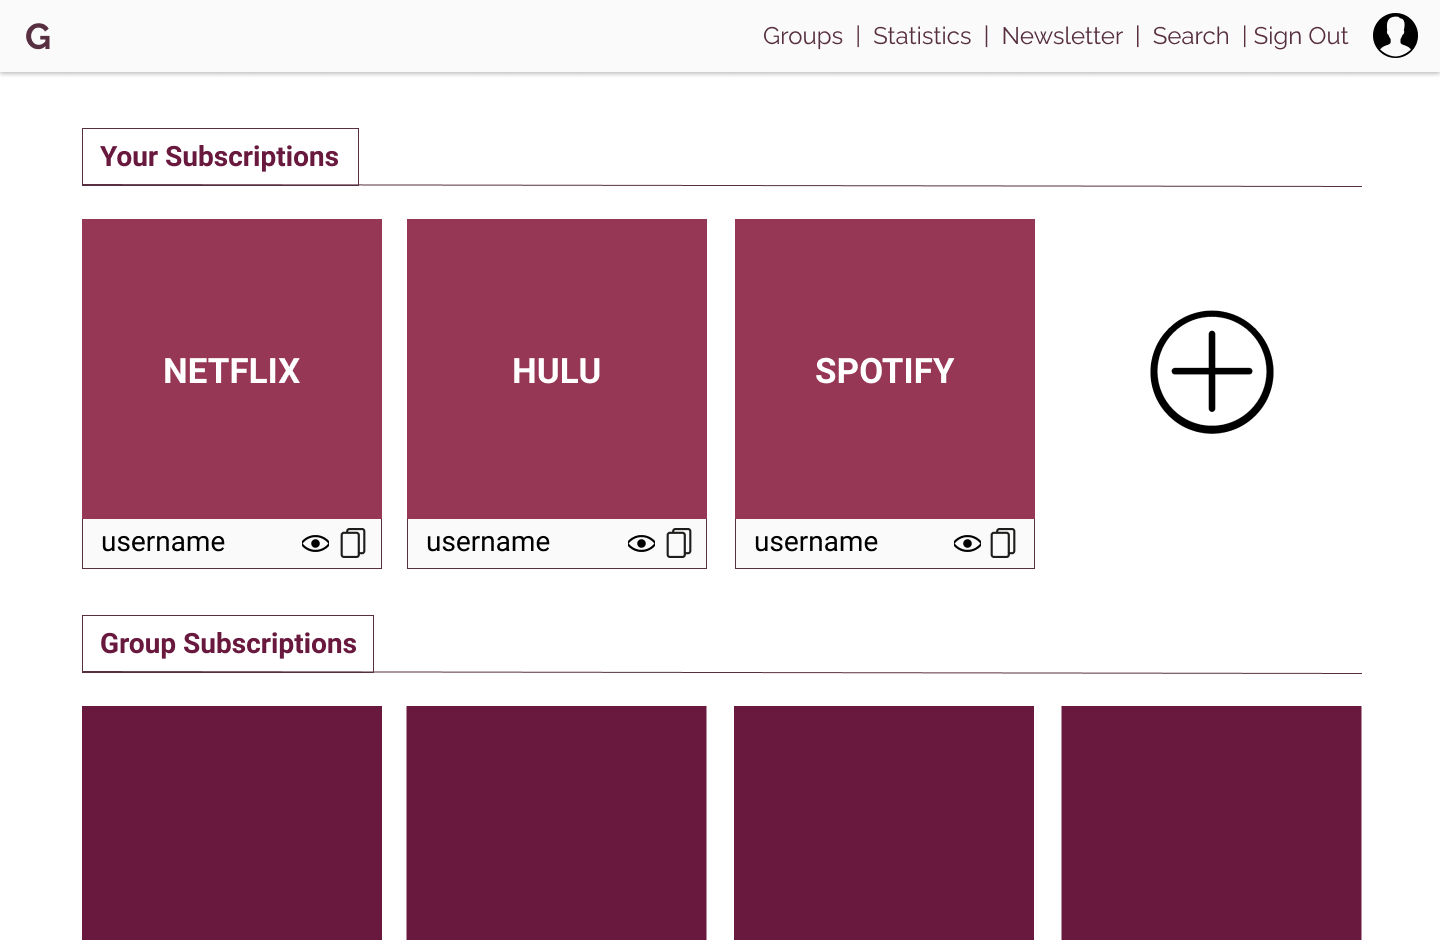 G
Groups | Statistics | Newsletter | Search | Sign Out
Your Subscriptions
NETFLIX
HULU
SPOTIFY
username
username
username
Group Subscriptions